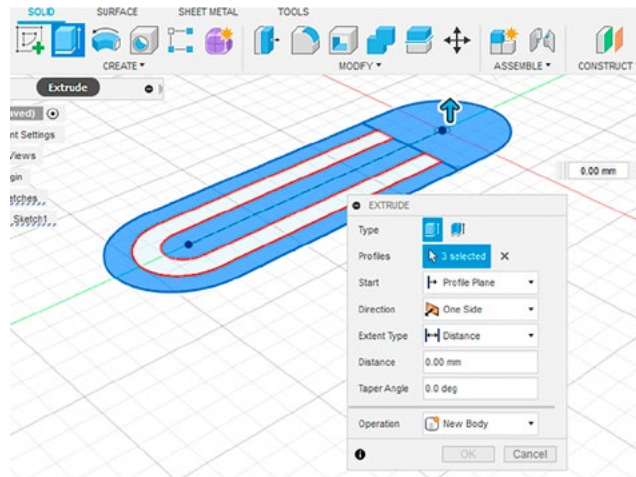 SOLID SURFACE SHEET METAL TOOLS
CREATE MODIFY ASSEMBLE CONSTRUCT
Extrude
ved)
nt Settings
Views
gin
etches
Sketch1
0.00 mm
EXTRUDE
Type
Profiles 3 selected
Start Profile Plane
Direction One Side
Extent Type Distance
Distance 0.00 mm
Taper Angle 0.0 deg
Operation New Body
OK Cancel